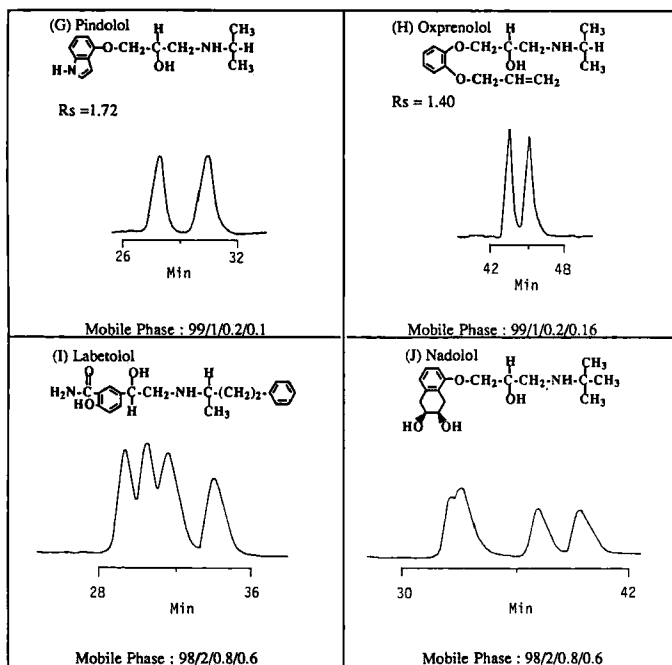 (G) Pindolol
H
CH₃
O-CH₂-C-CH₂-NH-C-H
OH
CH₃
H-N
Rs =1.72
26
32
Min
Mobile Phase : 99/1/0.2/0.1
(H) Oxprenolol
H
CH₃
O-CH₂-C-CH₂-NH-C-H
OH
CH₃
O-CH₂-CH=CH₂
Rs = 1.40
42
48
Min
Mobile Phase : 99/1/0.2/0.16
(I) Labetolol
O
OH
H
H₂N-C
C-CH₂-NH-C-(CH₂)₂-
HO
H
CH₃
28
36
Min
Mobile Phase : 98/2/0.8/0.6
(J) Nadolol
H
CH₃
O-CH₂-C-CH₂-NH-C-CH₃
OH
CH₃
HO
OH
30
42
Min
Mobile Phase : 98/2/0.8/0.6